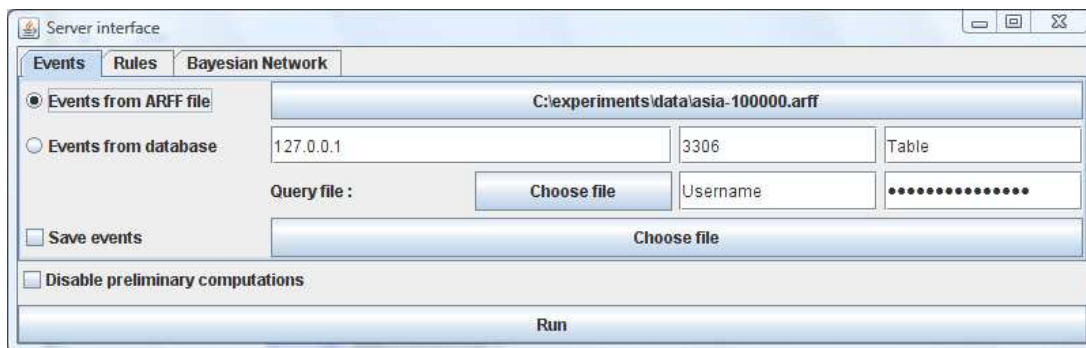 Server interface
Events Rules Bayesian Network
Events from ARFF file C:\experiments\data\asia-100000.arff
Events from database 127.0.0.1 3306 Table
Query file : Choose file Username •••••••••••••••
Save events Choose file
Disable preliminary computations
Run